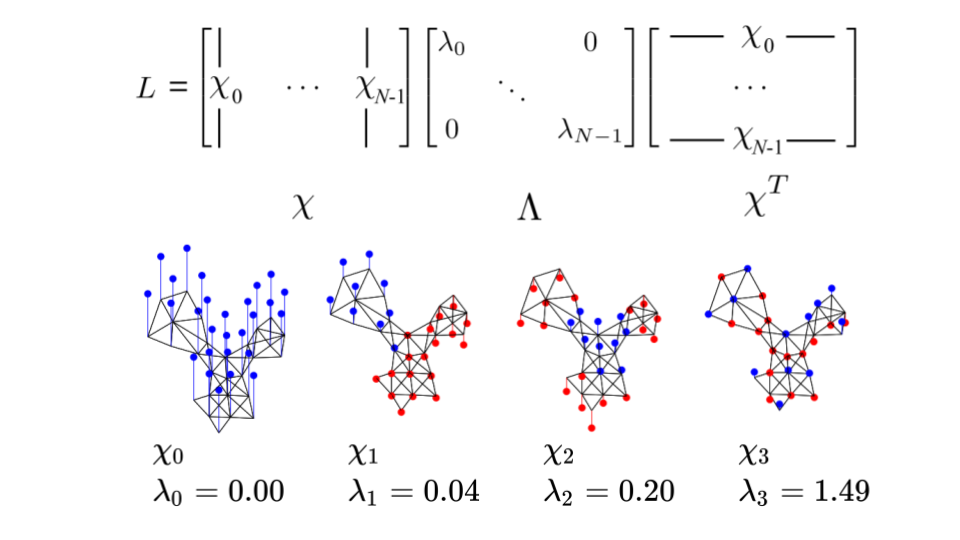 L = [χ0 ⋯ χN-1] [λ0 0 ⋱ 0 λN−1] [χ0 ⋯ χN-1]
χ Λ χT
χ0 χ1 χ2 χ3
λ0 = 0.00 λ1 = 0.04 λ2 = 0.20 λ3 = 1.49